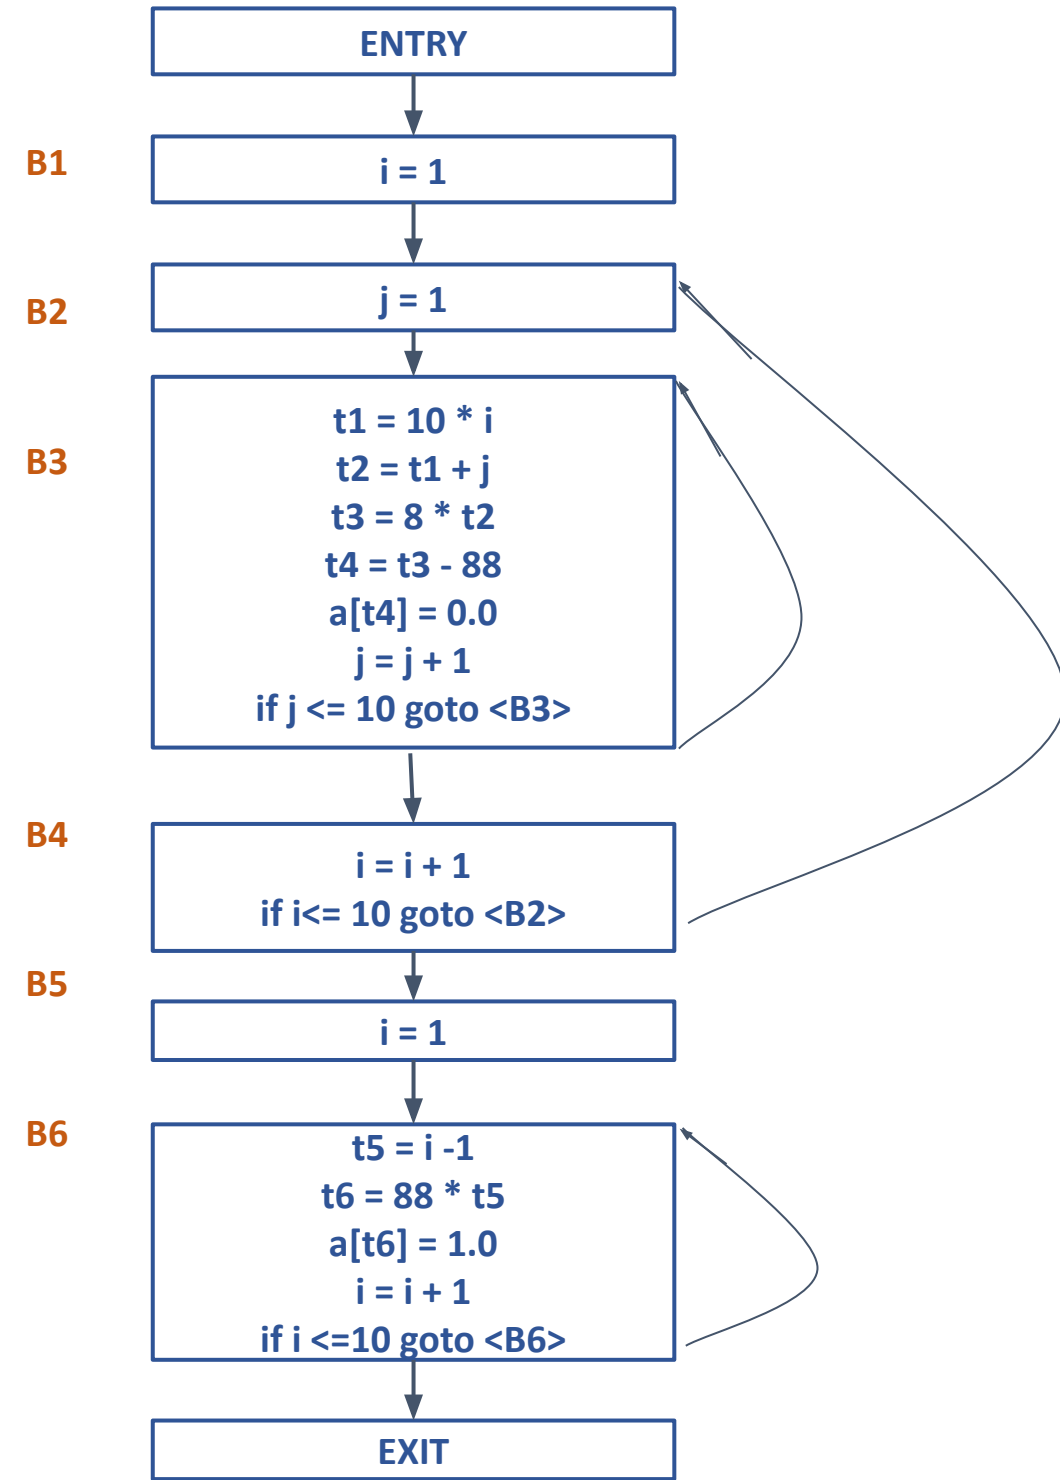 ENTRY
B1
i = 1
B2
j = 1
B3
t1 = 10 * i
t2 = t1 + j
t3 = 8 * t2
t4 = t3 - 88
a[t4] = 0.0
j = j + 1
if j <= 10 goto <B3>
B4
i = i + 1
if i<= 10 goto <B2>
B5
i = 1
B6
t5 = i -1
t6 = 88 * t5
a[t6] = 1.0
i = i + 1
if i <=10 goto <B6>
EXIT